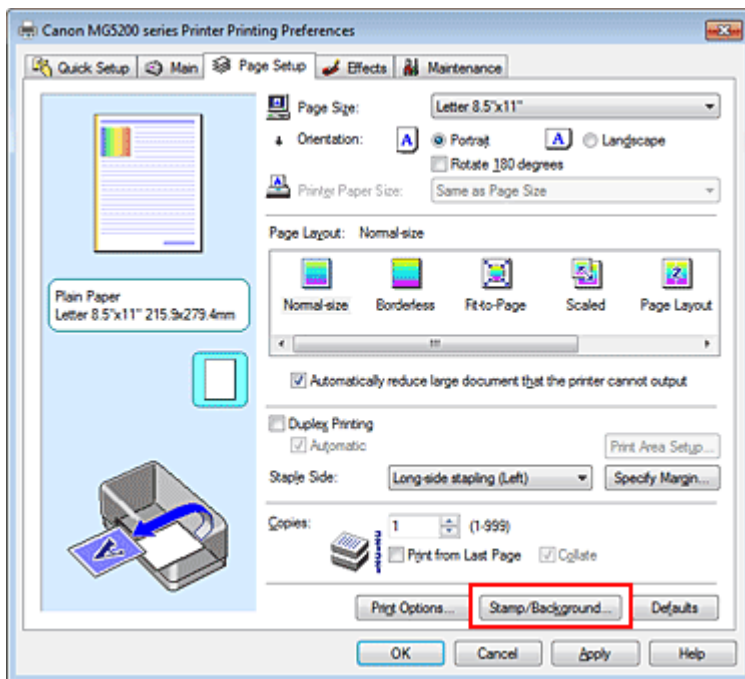 Canon MG5200 series Printer Printing Preferences
Quick Setup Main Page Setup Effects Maintenance
Page Size: Letter 8.5"x11"
Orientation: A Portrait A Landscape
Rotate 180 degrees
Printer Paper Size: Same as Page Size
Page Layout: Normal-size
Normal-size Borderless Fit-to-Page Scaled Page Layout
Plain Paper
Letter 8.5"x11" 215.9x279.4mm
Automatically reduce large document that the printer cannot output
Duplex Printing
Automatic Print Area Setup...
Staple Side: Long-side stapling (Left) Specify Margin...
Copies: 1 (1-999)
Print from Last Page Collate
Print Options... Stamp/Background... Defaults
OK Cancel Apply Help